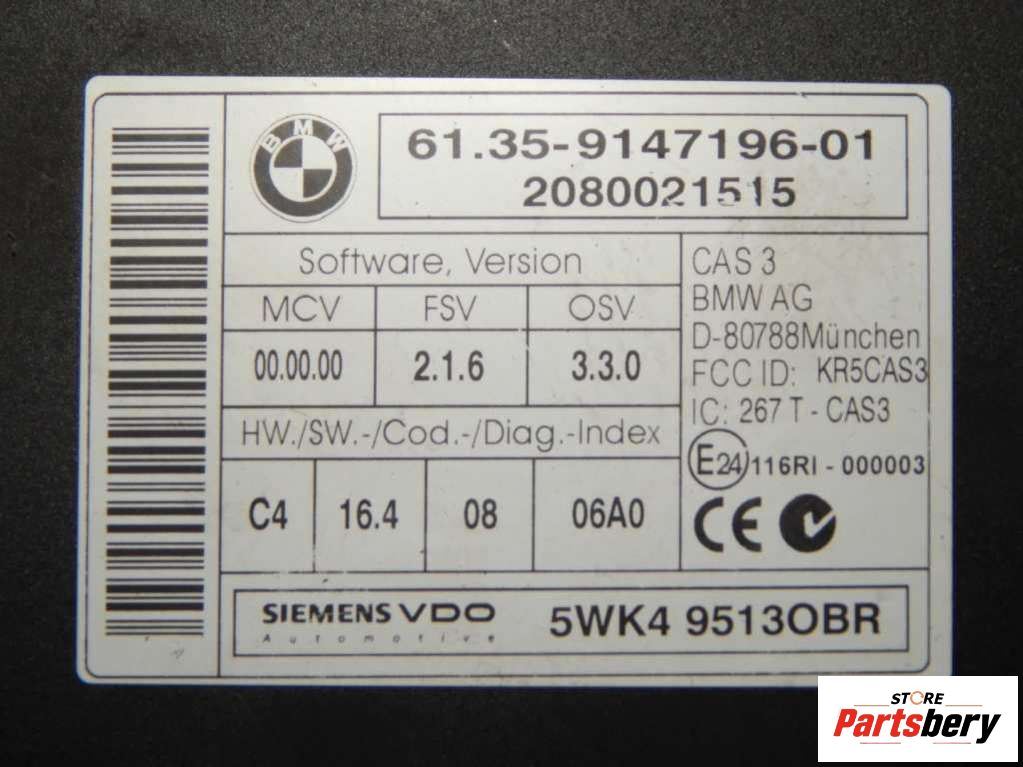 BMW
61.35-9147196-01
2080021515
Software, Version
MCV FSV OSV
00.00.00 2.1.6 3.3.0
HW./SW.-/Cod.-/Diag.-Index
C4 16.4 08 06A0
CAS 3
BMW AG
D-80788München
FCC ID: KR5CAS3
IC: 267 T - CAS3
E24 116RI - 000003
CE
SIEMENS VDO
Automotive
5WK4 9513OBR
STORE
Partsbery